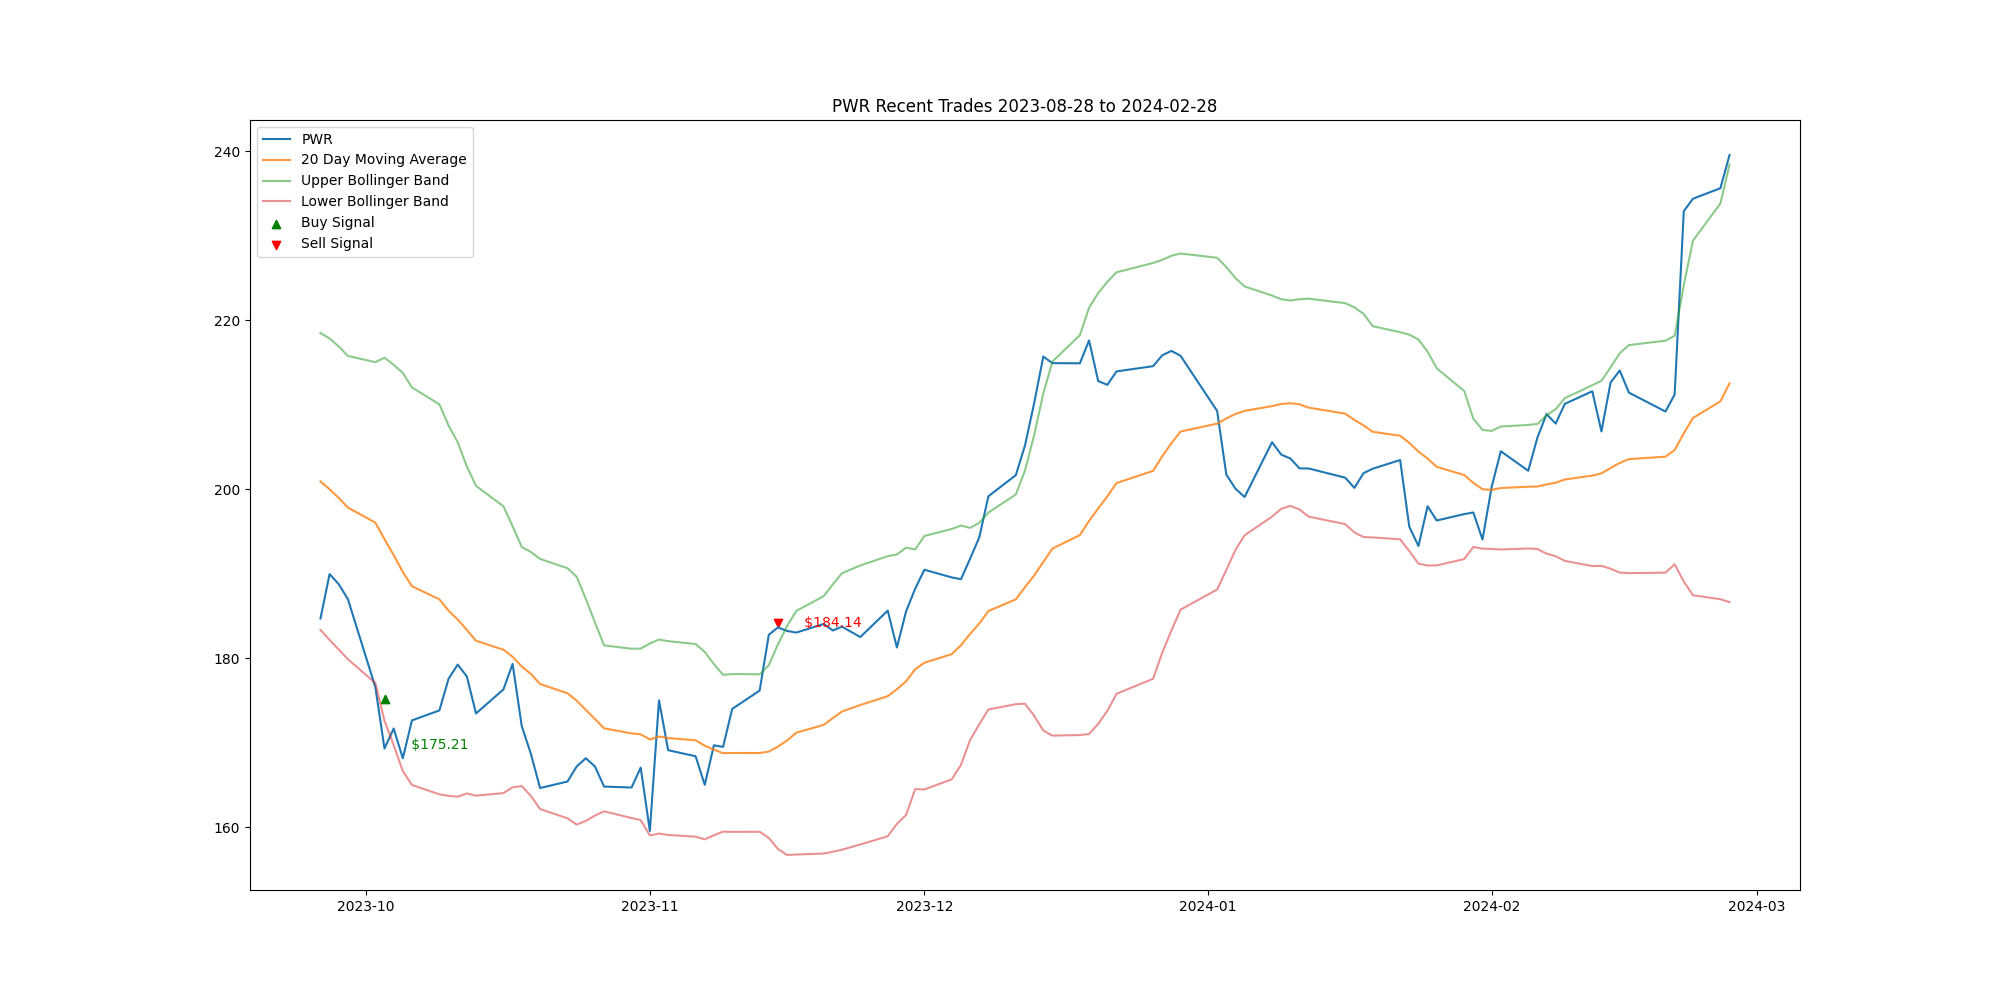 PWR Recent Trades 2023-08-28 to 2024-02-28
PWR
20 Day Moving Average
Upper Bollinger Band
Lower Bollinger Band
Buy Signal
Sell Signal
240
220
200
180
160
$184.14
$175.21
2023-10
2023-11
2023-12
2024-01
2024-02
2024-03